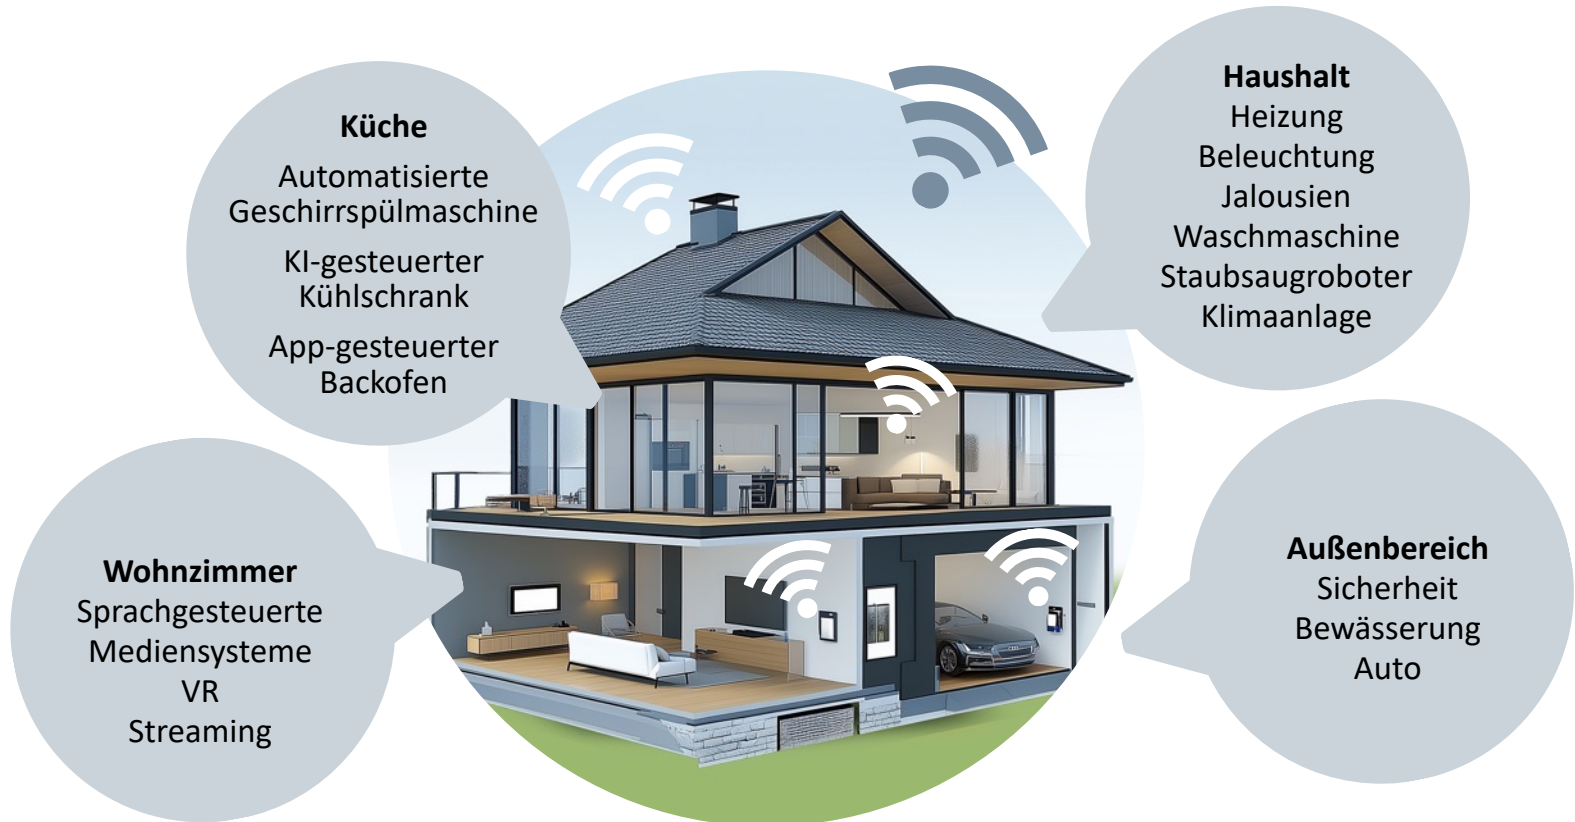 Küche
Automatisierte
Geschirrspülmaschine
KI-gesteuerter
Kühlschrank
App-gesteuerter
Backofen
Haushalt
Heizung
Beleuchtung
Jalousien
Waschmaschine
Staubsaugroboter
Klimaanlage
Wohnzimmer
Sprachgesteuerte
Mediensysteme
VR
Streaming
Außenbereich
Sicherheit
Bewässerung
Auto